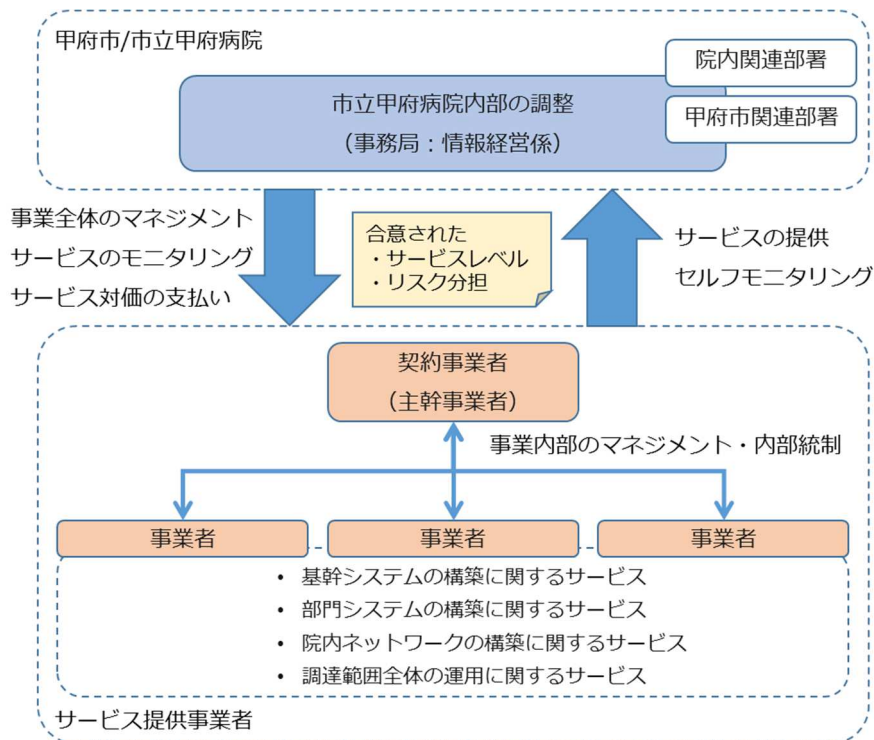 甲府市/市立甲府病院
院内関連部署
甲府市関連部署
市立甲府病院内部の調整
（事務局：情報経営係）
事業全体のマネジメント
サービスのモニタリング
サービス対価の支払い
合意された
・サービスレベル
・リスク分担
サービスの提供
セルフモニタリング
契約事業者
（主幹事業者）
事業内部のマネジメント・内部統制
事業者
事業者
事業者
• 基幹システムの構築に関するサービス
• 部門システムの構築に関するサービス
• 院内ネットワークの構築に関するサービス
• 調達範囲全体の運用に関するサービス
サービス提供事業者